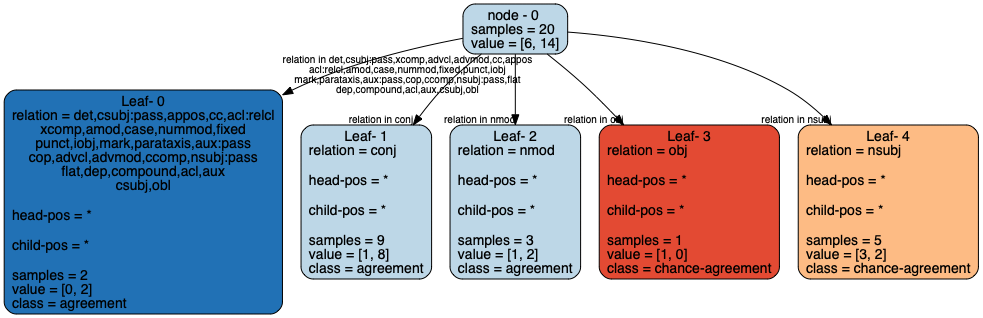 node - 0
samples = 20
value = [6, 14]
relation in det,csubj:pass,xcomp,advcl,advmod,cc,appos
acl:relcl,amod,case,nummod,fixed,punct,iobj
mark,parataxis,aux:pass,cop,ccomp,nsubj:pass,flat
dep,compound,acl,aux,csubj,obl
relation in conj
relation in nmod
relation in obj
relation in nsubj
Leaf- 0
relation = det,csubj:pass,appos,cc,acl:relcl
xcomp,amod,case,nummod,fixed
punct,iobj,mark,parataxis,aux:pass
cop,advcl,advmod,ccomp,nsubj:pass
flat,dep,compound,acl,aux
csubj,obl
head-pos = *
child-pos = *
samples = 2
value = [0, 2]
class = agreement
Leaf- 1
relation = conj
head-pos = *
child-pos = *
samples = 9
value = [1, 8]
class = agreement
Leaf- 2
relation = nmod
head-pos = *
child-pos = *
samples = 3
value = [1, 2]
class = agreement
Leaf- 3
relation = obj
head-pos = *
child-pos = *
samples = 1
value = [1, 0]
class = chance-agreement
Leaf- 4
relation = nsubj
head-pos = *
child-pos = *
samples = 5
value = [3, 2]
class = chance-agreement